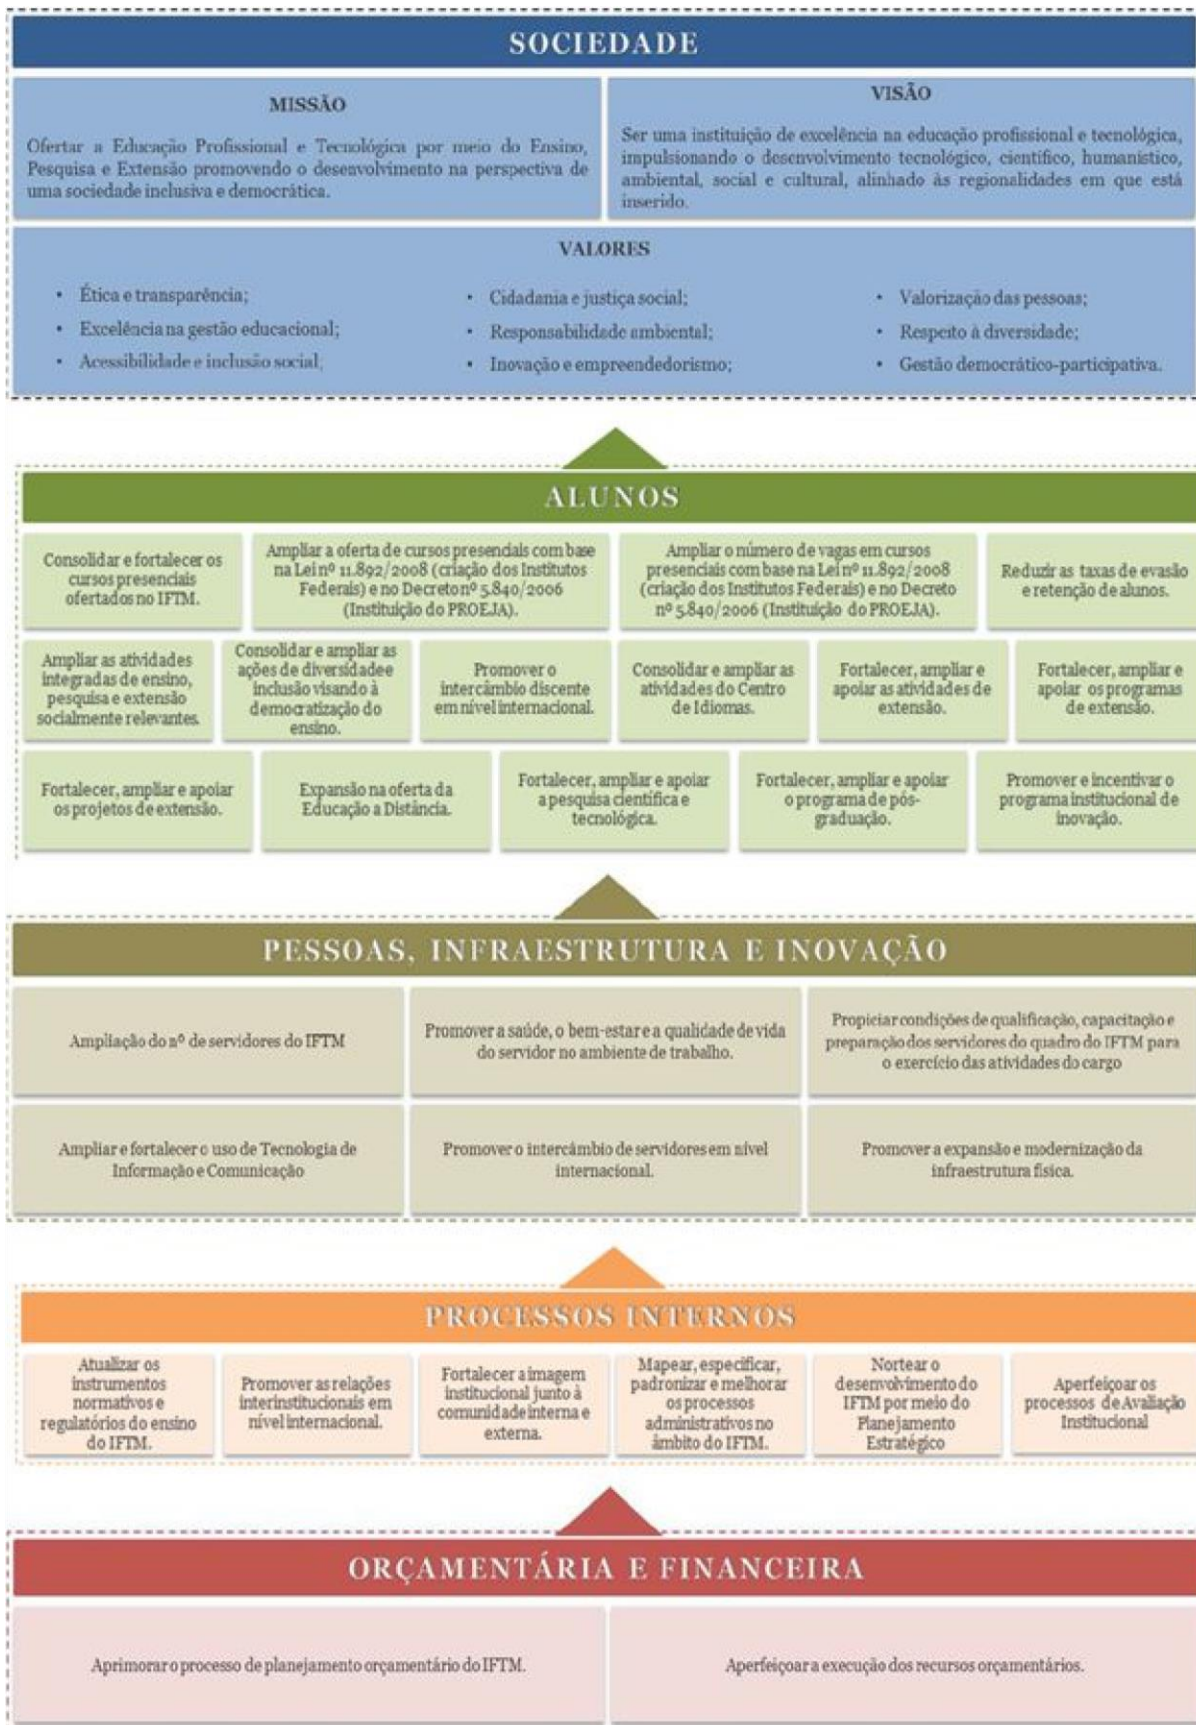 SOCIEDADE
MISSÃO
Ofertar a Educação Profissional e Tecnológica por meio do Ensino,
Pesquisa e Extensão promovendo o desenvolvimento na perspectiva de
uma sociedade inclusiva e democrática.
VISÃO
Ser uma instituição de excelência na educação profissional e tecnológica,
impulsionando o desenvolvimento tecnológico, científico, humanístico,
ambiental, social e cultural, alinhado às regionalidades em que está
inserido.
VALORES
• Ética e transparência;
• Excelência na gestão educacional;
• Acessibilidade e inclusão social;
• Cidadania e justiça social;
• Responsabilidade ambiental;
• Inovação e empreendedorismo;
• Valorização das pessoas;
• Respeito à diversidade;
• Gestão democrático-participativa.
ALUNOS
Consolidar e fortalecer os
cursos presenciais
ofertados no IFTM.
Ampliar a oferta de cursos presenciais com base
na Lei nº 11.892/2008 (criação dos Institutos
Federais) e no Decreto nº 5.840/2006
(Instituição do PROEJA).
Ampliar o número de vagas em cursos
presenciais com base na Lei nº 11.892/2008
(criação dos Institutos Federais) e no Decreto
nº 5.840/2006 (Instituição do PROEJA).
Reduzir as taxas de evasão
e retenção de alunos.
Ampliar as atividades
integradas de ensino,
pesquisa e extensão
socialmente relevantes.
Consolidar e ampliar as
ações de diversidade e
inclusão visando à
democratização do
ensino.
Promover o
intercâmbio discente
em nível internacional.
Consolidar e ampliar as
atividades do Centro
de Idiomas.
Fortalecer, ampliar e
apoiar as atividades de
extensão.
Fortalecer, ampliar e
apoiar os programas
de extensão.
Fortalecer, ampliar e apoiar
os projetos de extensão.
Expansão na oferta da
Educação a Distância.
Fortalecer, ampliar e apoiar
a pesquisa científica e
tecnológica.
Fortalecer, ampliar e apoiar
o programa de pós-
graduação.
Promover e incentivar o
programa institucional de
inovação.
PESSOAS, INFRAESTRUTURA E INOVAÇÃO
Ampliação do nº de servidores do IFTM
Promover a saúde, o bem-estar e a qualidade de vida
do servidor no ambiente de trabalho.
Propiciar condições de qualificação, capacitação e
preparação dos servidores do quadro do IFTM para
o exercício das atividades do cargo
Ampliar e fortalecer o uso de Tecnologia de
Informação e Comunicação
Promover o intercâmbio de servidores em nível
internacional.
Promover a expansão e modernização da
infraestrutura física.
PROCESSOS INTERNOS
Atualizar os
instrumentos
normativos e
regulatórios do ensino
do IFTM.
Promover as relações
interinstitucionais em
nível internacional.
Fortalecer a imagem
institucional junto à
comunidade interna e
externa.
Mapear, especificar,
padronizar e melhorar
os processos
administrativos no
âmbito do IFTM.
Nortear o
desenvolvimento do
IFTM por meio do
Planejamento
Estratégico
Aperfeiçoar os
processos de Avaliação
Institucional
ORÇAMENTÁRIA E FINANCEIRA
Aprimorar o processo de planejamento orçamentário do IFTM.
Aperfeiçoar a execução dos recursos orçamentários.